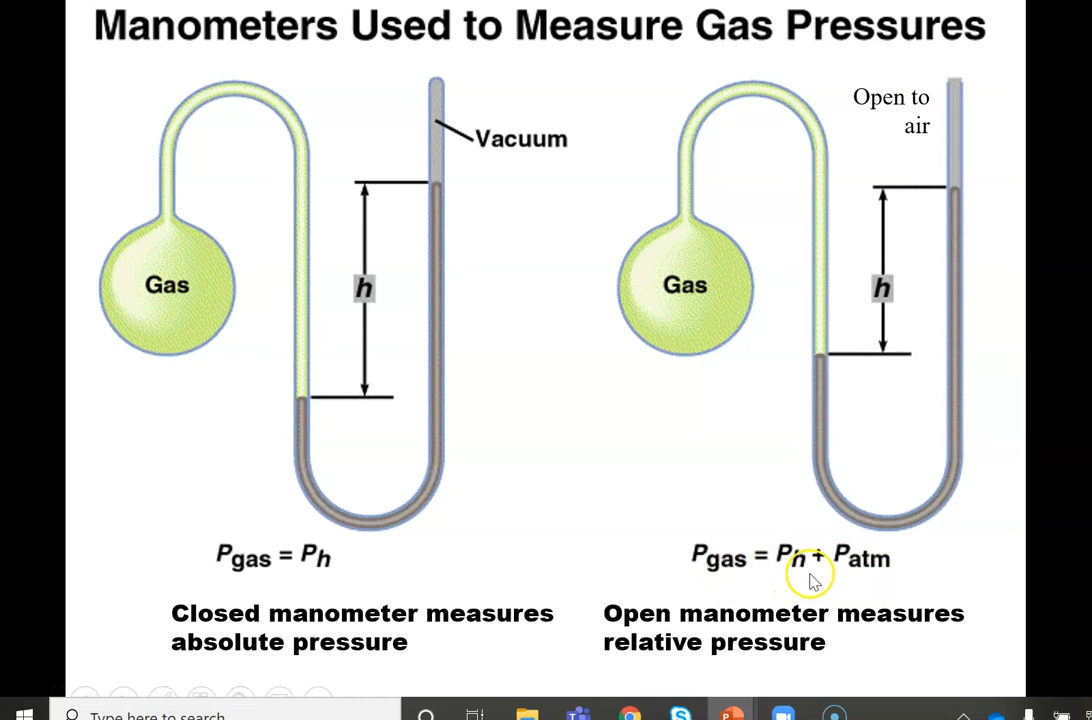 Manometers Used to Measure Gas Pressures
Open to
air
Vacuum
Gas
h
Gas
h
Pgas = Ph
Pgas = Ph + Patm
Closed manometer measures
absolute pressure
Open manometer measures
relative pressure
Type here to search